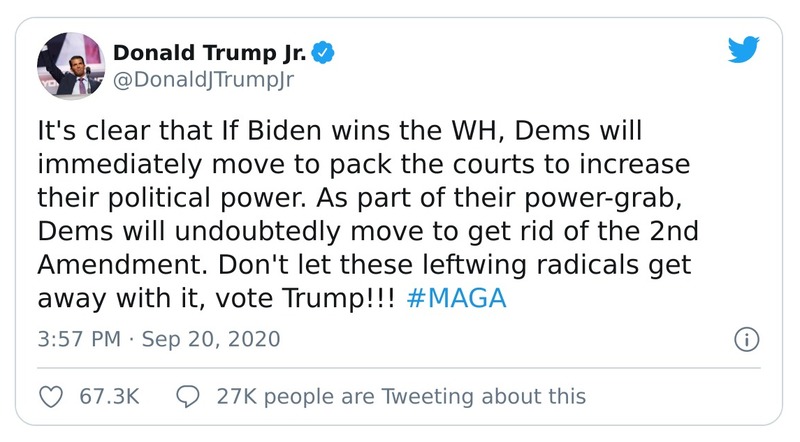 Donald Trump Jr.
@DonaldJTrumpJr
It's clear that If Biden wins the WH, Dems will
immediately move to pack the courts to increase
their political power. As part of their power-grab,
Dems will undoubtedly move to get rid of the 2nd
Amendment. Don't let these leftwing radicals get
away with it, vote Trump!!! #MAGA
3:57 PM · Sep 20, 2020
67.3K 27K people are Tweeting about this